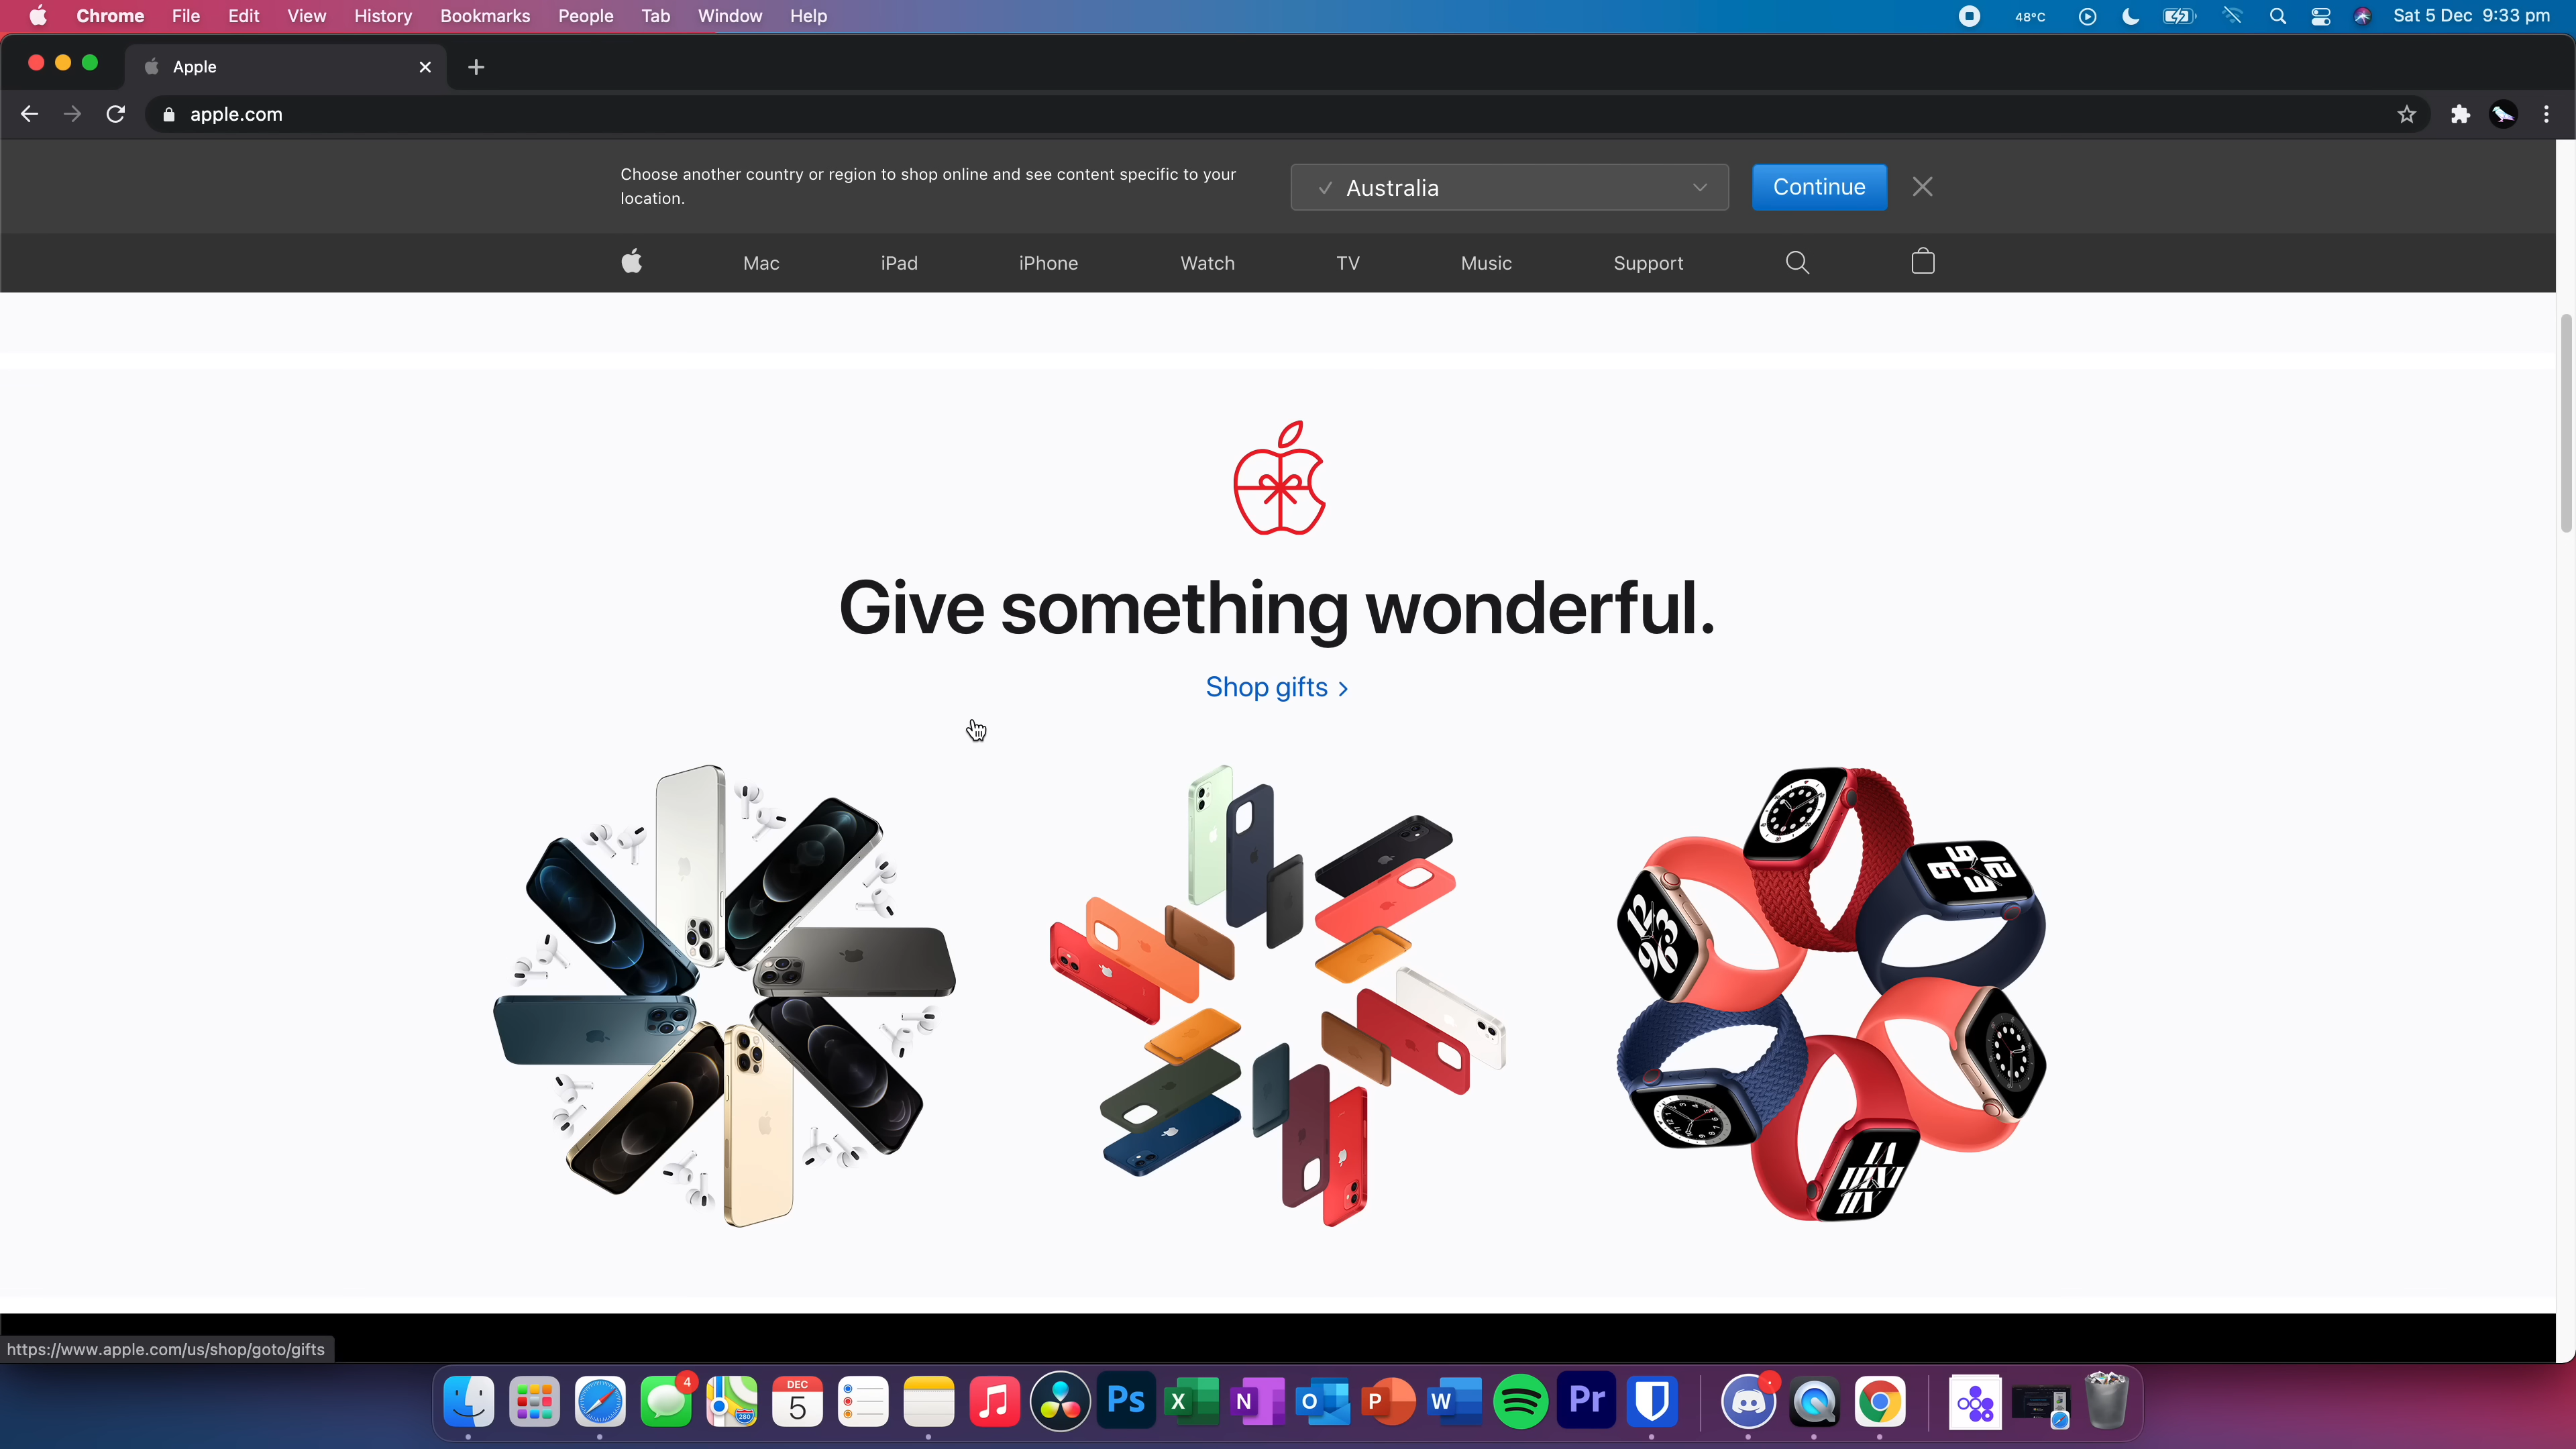 Chrome File Edit View History Bookmarks People Tab Window Help 48°C Sat 5 Dec 9:33 pm
Apple
apple.com
Choose another country or region to shop online and see content specific to your
location.
Australia
Continue
Mac iPad iPhone Watch TV Music Support
Give something wonderful.
Shop gifts >
https://www.apple.com/us/shop/goto/gifts
4
280
DEC
5
Ps
X
N
O
P
W
Pr